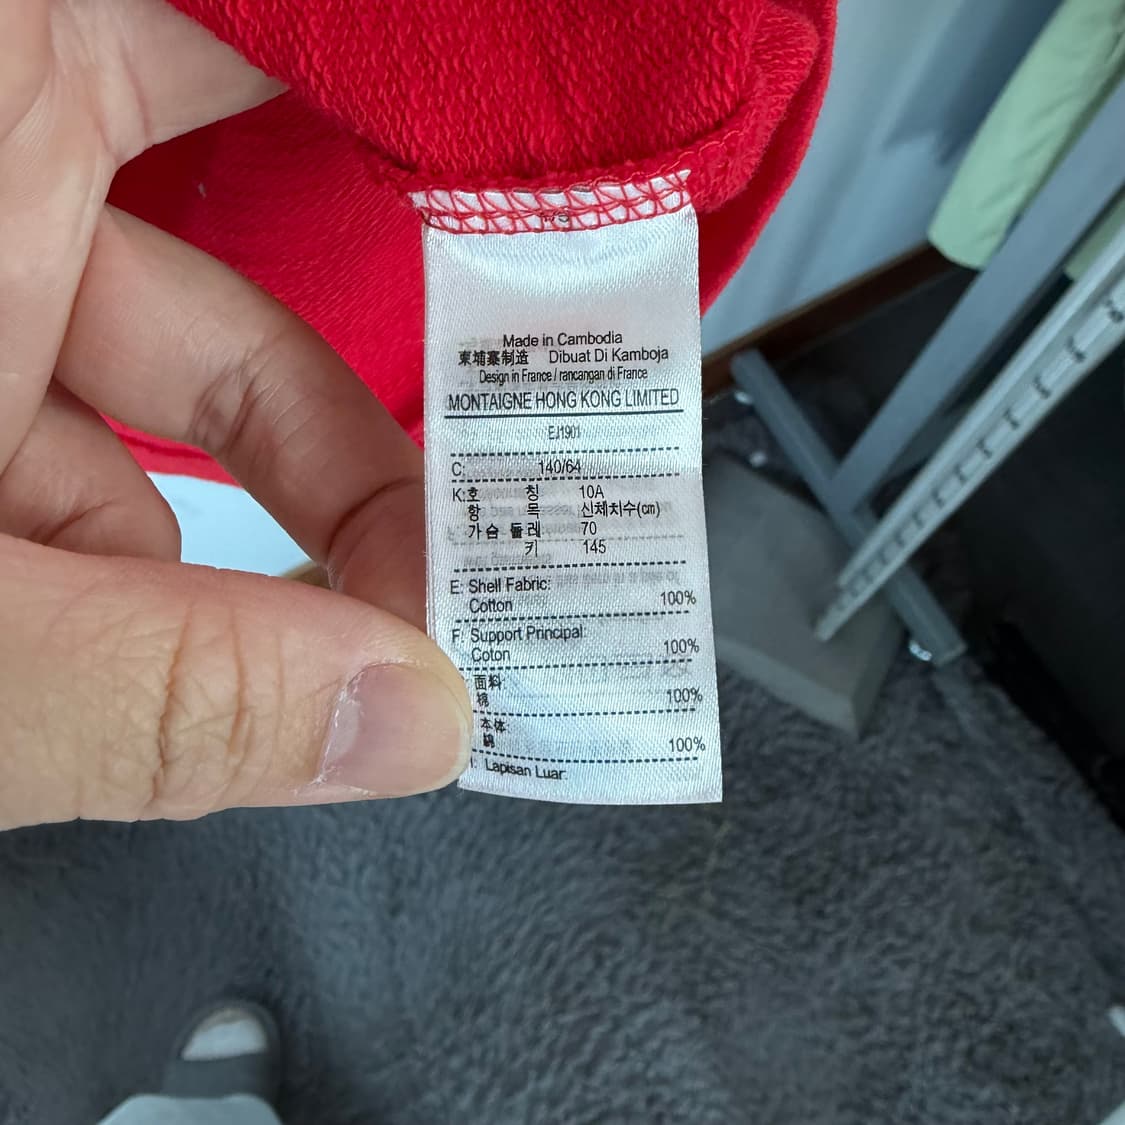 Made in Cambodia
柬埔寨制造 Dibuat Di Kamboja
Design in France / rancangan di France
MONTAIGNE HONG KONG LIMITED
EJ1901
C: 140/64
K: 호 칭 10A
항 목 신체치수(cm)
가슴 둘레 70
키 145
E: Shell Fabric:
Cotton 100%
F: Support Principal:
Coton 100%
面料:
棉 100%
本体:
綿 100%
I: Lapisan Luar: